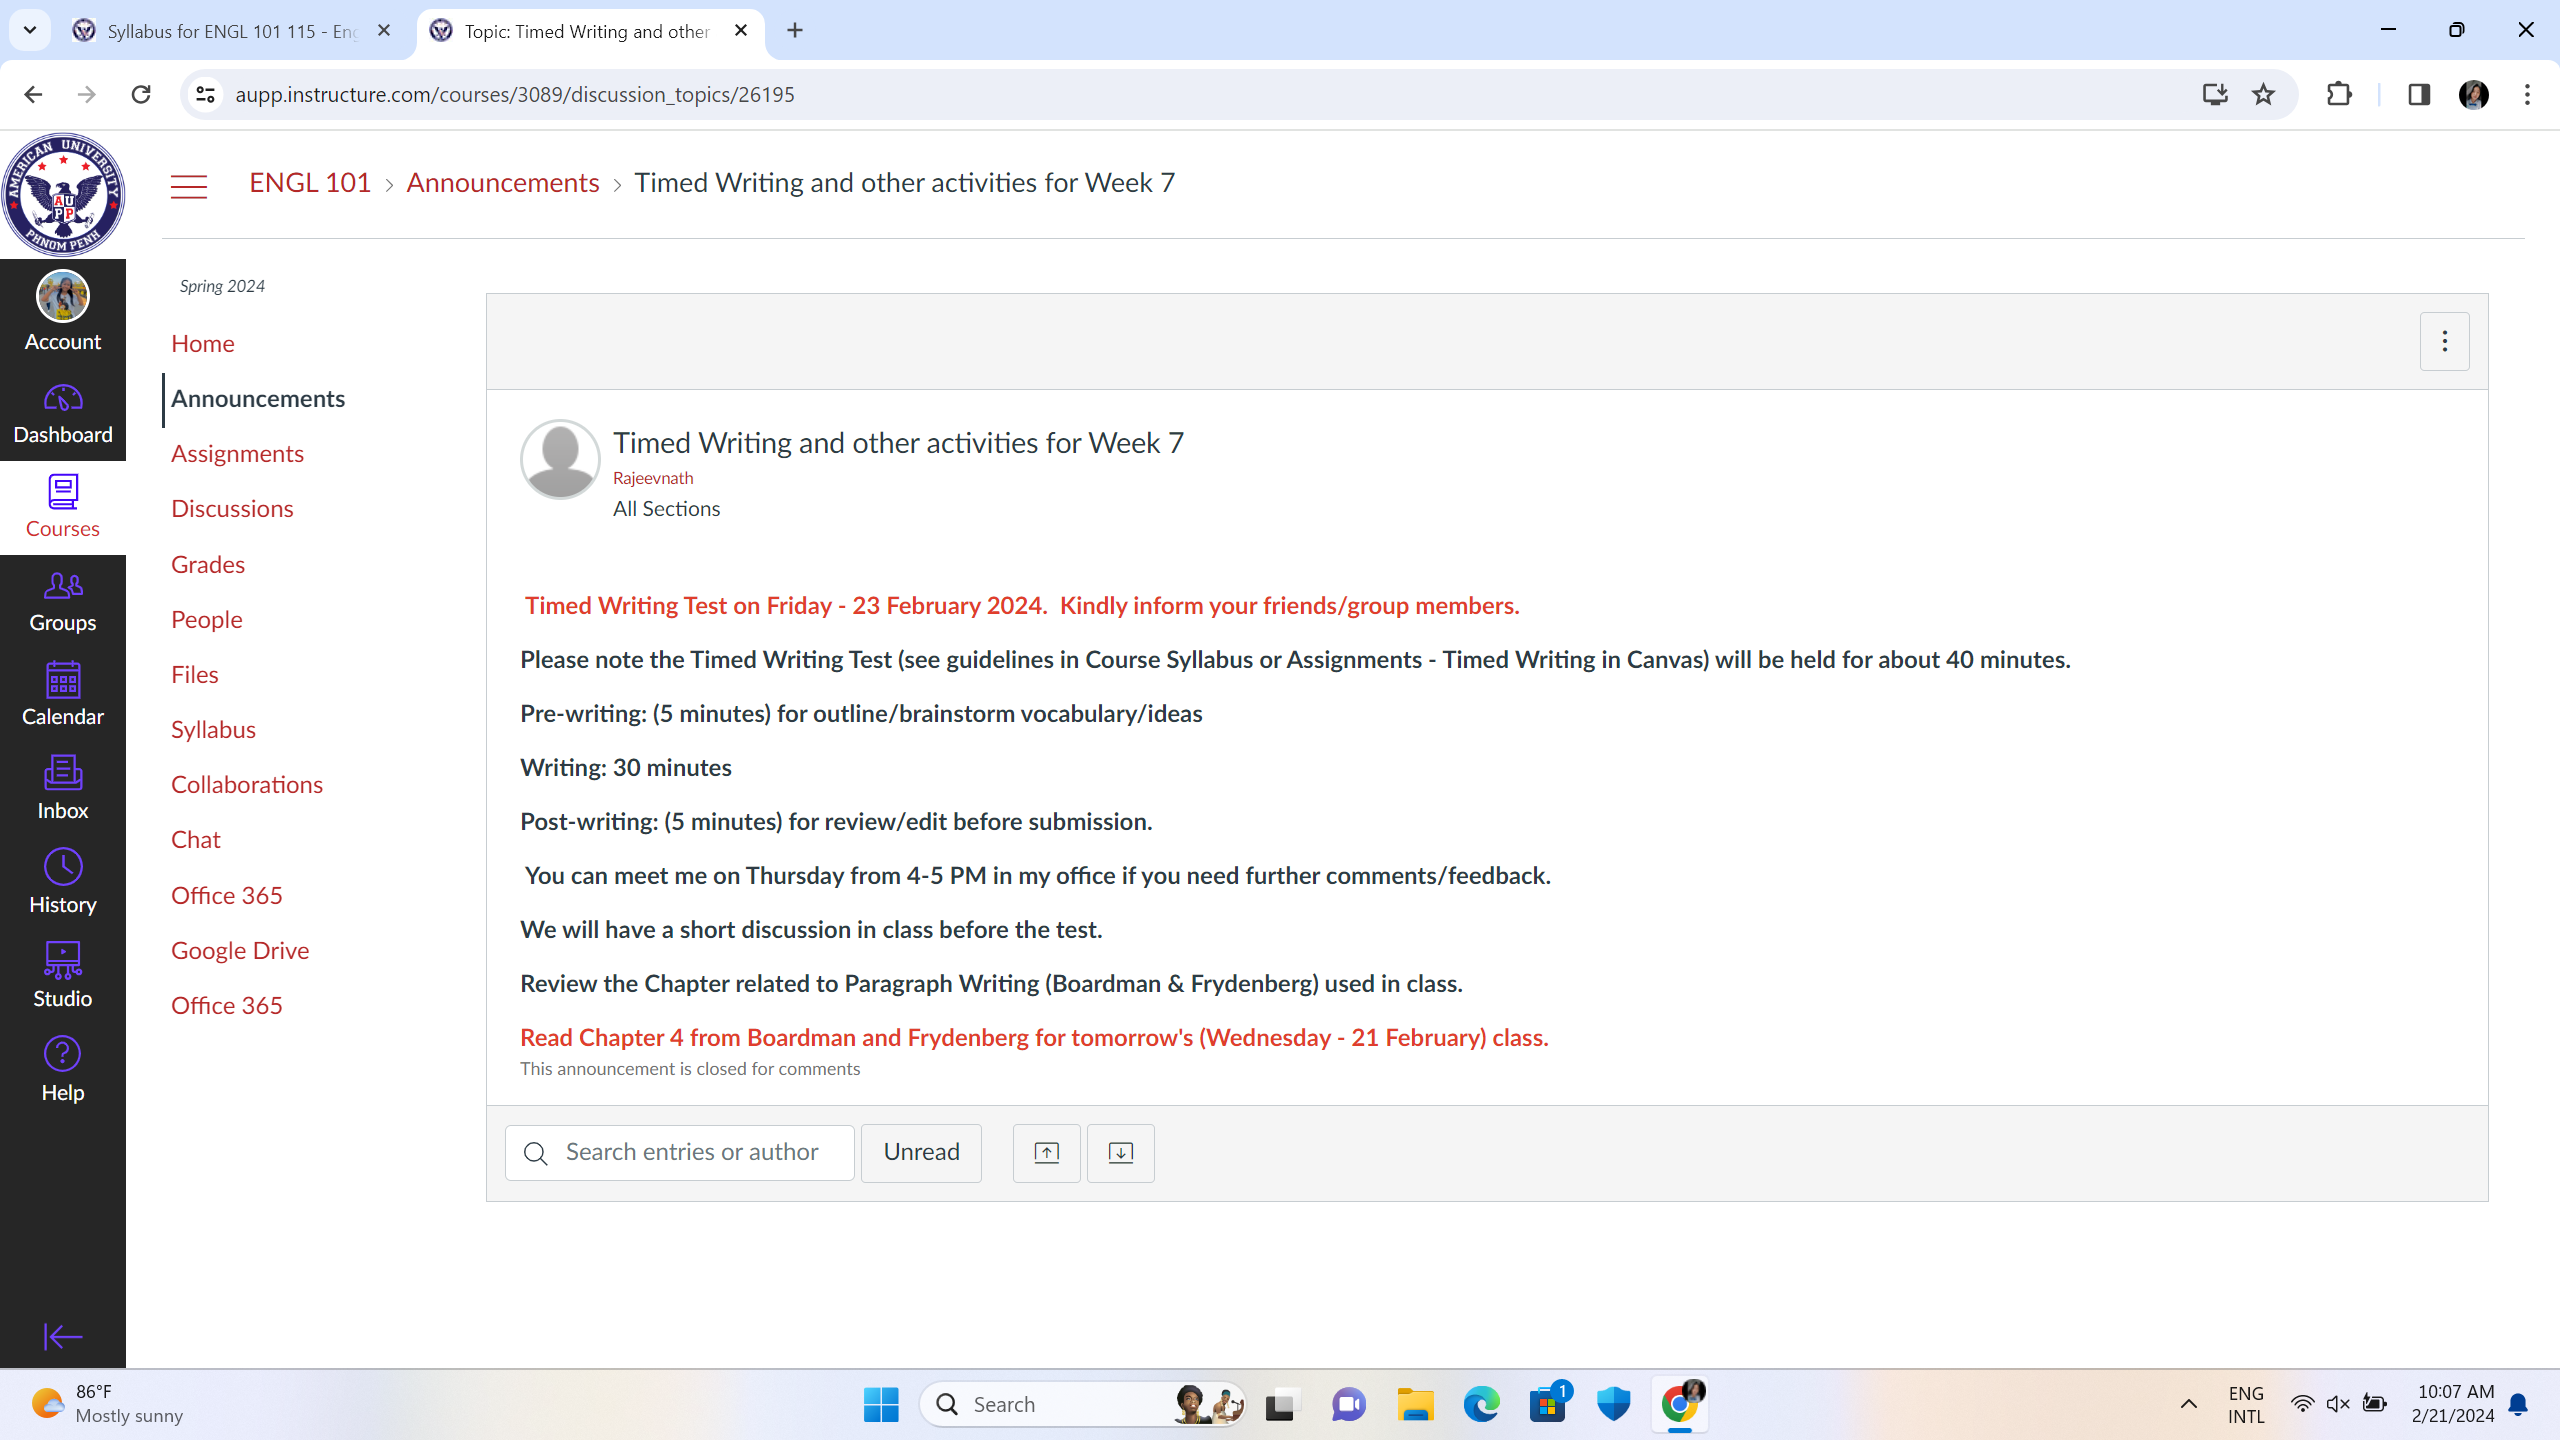 Syllabus for ENGL 101 115 - Eng
Topic: Timed Writing and other
aupp.instructure.com/courses/3089/discussion_topics/26195
AMERICAN UNIVERSITY
AU
PP
PHNOM PENH
ENGL 101 > Announcements > Timed Writing and other activities for Week 7
Account
Dashboard
Courses
Groups
Calendar
Inbox
History
Studio
Help
Spring 2024
Home
Announcements
Assignments
Discussions
Grades
People
Files
Syllabus
Collaborations
Chat
Office 365
Google Drive
Office 365
Timed Writing and other activities for Week 7
Rajeevnath
All Sections
Timed Writing Test on Friday - 23 February 2024. Kindly inform your friends/group members.
Please note the Timed Writing Test (see guidelines in Course Syllabus or Assignments - Timed Writing in Canvas) will be held for about 40 minutes.
Pre-writing: (5 minutes) for outline/brainstorm vocabulary/ideas
Writing: 30 minutes
Post-writing: (5 minutes) for review/edit before submission.
You can meet me on Thursday from 4-5 PM in my office if you need further comments/feedback.
We will have a short discussion in class before the test.
Review the Chapter related to Paragraph Writing (Boardman & Frydenberg) used in class.
Read Chapter 4 from Boardman and Frydenberg for tomorrow's (Wednesday - 21 February) class.
This announcement is closed for comments
Search entries or author
Unread
86°F
Mostly sunny
Search
1
ENG
INTL
10:07 AM
2/21/2024